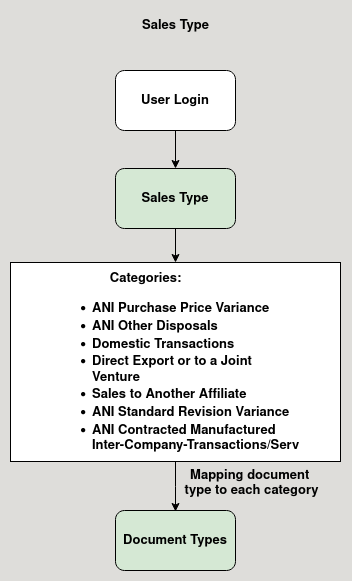 Sales Type
User Login
Sales Type
Categories:
• ANI Purchase Price Variance
• ANI Other Disposals
• Domestic Transactions
• Direct Export or to a Joint
Venture
• Sales to Another Affiliate
• ANI Standard Revision Variance
• ANI Contracted Manufactured
Inter-Company-Transactions/Serv
Mapping document
type to each category
Document Types